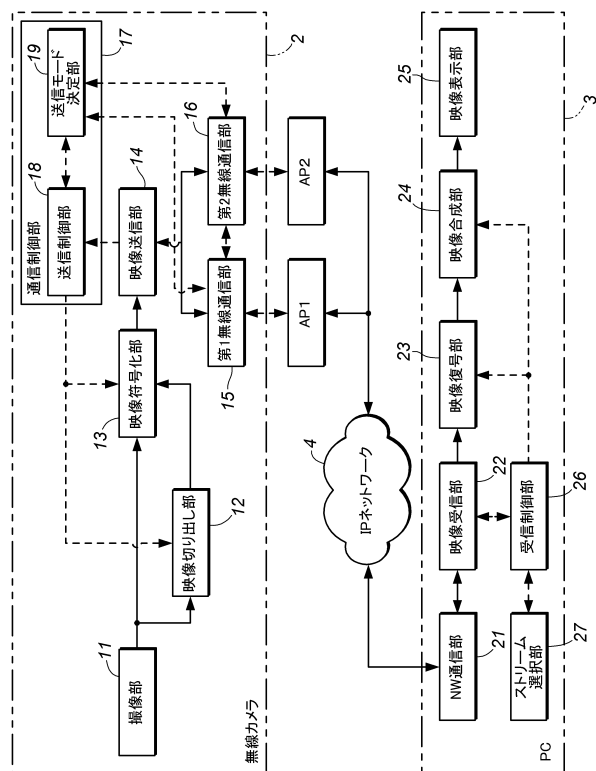 無線カメラ
2
撮像部
11
映像切り出し部
12
映像符号化部
13
映像送信部
14
通信制御部
17
送信制御部
18
送信モード
決定部
19
第1無線通信部
15
第2無線通信部
16
AP1
AP2
IPネットワーク
4
PC
3
NW通信部
21
映像受信部
22
映像復号部
23
映像合成部
24
映像表示部
25
受信制御部
26
ストリーム
選択部
27